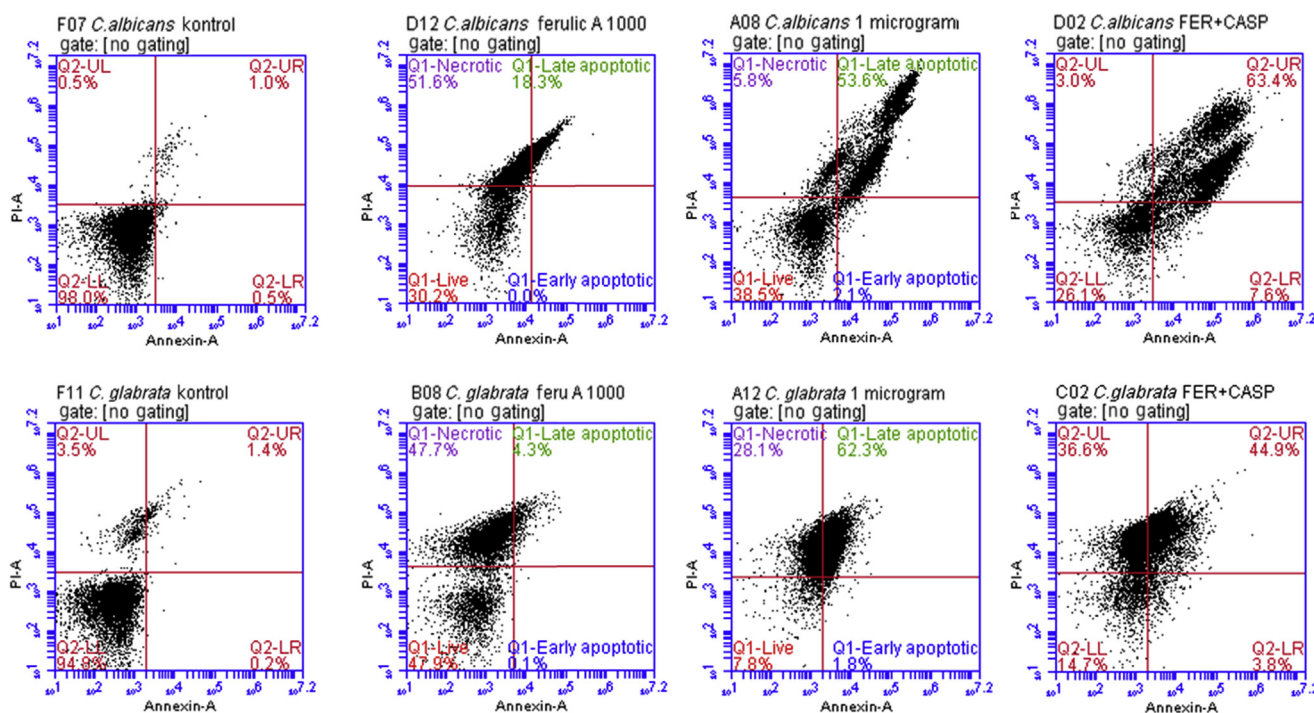 F07 C.albicans kontrol
gate: [no gating]
Q2-UL
0.5%
Q2-UR
1.0%
Q2-LL
98.0%
Q2-LR
0.5%
PI-A
Annexin-A
D12 C.albicans ferulic A 1000
gate: [no gating]
Q1-Necrotic
51.6%
Q1-Late apoptotic
18.3%
Q1-Live
30.2%
Q1-Early apoptotic
0.0%
PI-A
Annexin-A
A08 C.albicans 1 microgram
gate: [no gating]
Q1-Necrotic
5.8%
Q1-Late apoptotic
53.6%
Q1-Live
38.5%
Q1-Early apoptotic
2.1%
PI-A
Annexin-A
D02 C.albicans FER+CASP
gate: [no gating]
Q2-UL
3.0%
Q2-UR
63.4%
Q2-LL
26.1%
Q2-LR
7.6%
PI-A
Annexin-A
F11 C. glabrata kontrol
gate: [no gating]
Q2-UL
3.5%
Q2-UR
1.4%
Q2-LL
94.8%
Q2-LR
0.2%
PI-A
Annexin-A
B08 C. glabrata feru A 1000
gate: [no gating]
Q1-Necrotic
47.7%
Q1-Late apoptotic
4.3%
Q1-Live
47.9%
Q1-Early apoptotic
0.1%
PI-A
Annexin-A
A12 C. glabrata 1 microgram
gate: [no gating]
Q1-Necrotic
28.1%
Q1-Late apoptotic
62.3%
Q1-Live
7.8%
Q1-Early apoptotic
1.8%
PI-A
Annexin-A
C02 C. glabrata FER+CASP
gate: [no gating]
Q2-UL
36.6%
Q2-UR
44.9%
Q2-LL
14.7%
Q2-LR
3.8%
PI-A
Annexin-A